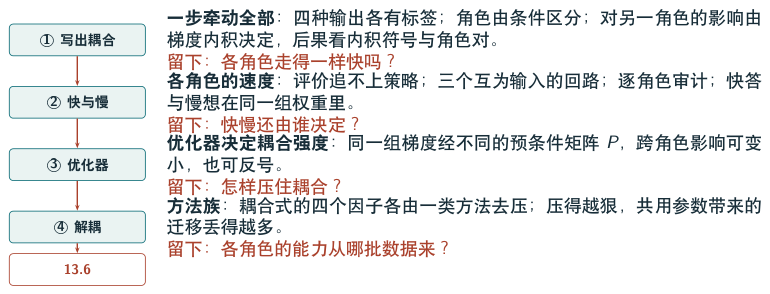 ① 写出耦合
一步牵动全部：四种输出各有标签；角色由条件区分；对另一角色的影响由
梯度内积决定，后果看内积符号与角色对。
留下：各角色走得一样快吗？
② 快与慢
各角色的速度：评价追不上策略；三个互为输入的回路；逐角色审计；快答
与慢想在同一组权重里。
留下：快慢还由谁决定？
③ 优化器
优化器决定耦合强度：同一组梯度经不同的预条件矩阵 P，跨角色影响可变
小，也可反号。
留下：怎样压住耦合？
④ 解耦
方法族：耦合式的四个因子各由一类方法去压；压得越狠，共用参数带来的
迁移丢得越多。
13.6
留下：各角色的能力从哪批数据来？